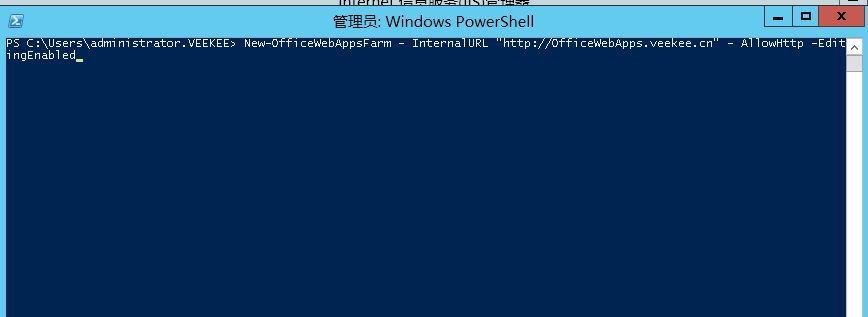 Internet 信息服务(IIS)管理器
管理员: Windows PowerShell
PS C:\Users\administrator.VEEKEE> New-OfficeWebAppsFarm - InternalURL "http://OfficeWebApps.veekee.cn" - AllowHttp -Edit
ingEnabled